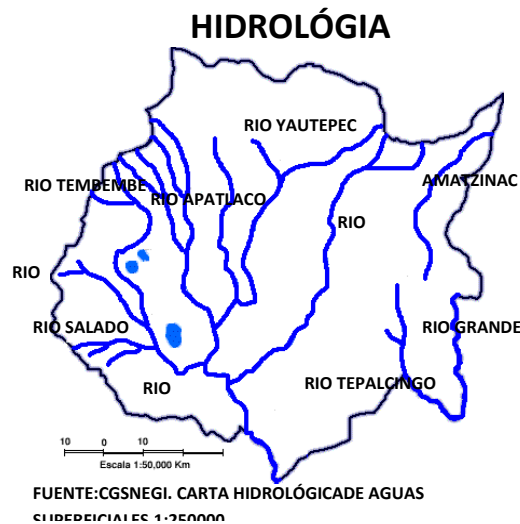 HIDROLÓGIA
RIO YAUTEPEC
RIO TEMBEMBE
AMATZINAC
RIO APATLACO
RIO
RIO
RIO SALADO
RIO GRANDE
RIO TEPALCINGO
RIO
10 0 10
Escala 1:50,000 Km
FUENTE:CGSNEGI. CARTA HIDROLÓGICADE AGUAS
SUPERFICIALES 1:250000